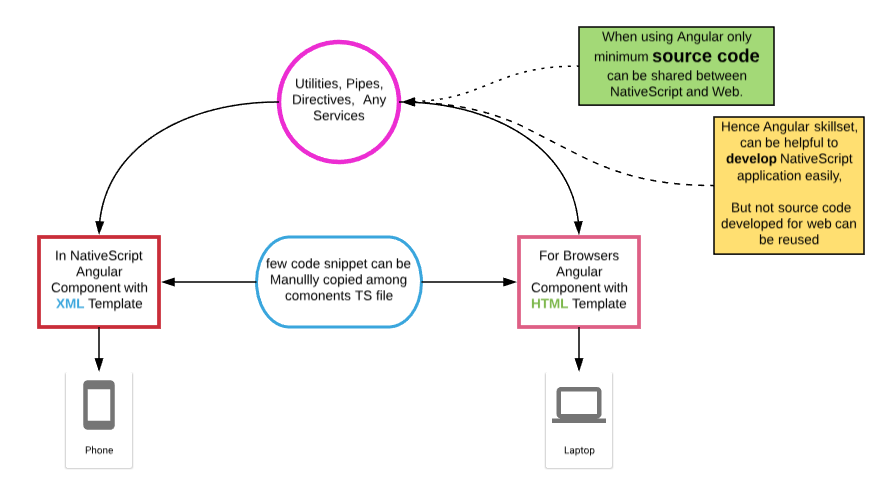 When using Angular only
minimum source code
can be shared between
NativeScript and Web.
Utilities, Pipes,
Directives, Any
Services
Hence Angular skillset,
can be helpful to
develop NativeScript
application easily,
But not source code
developed for web can
be reused
In NativeScript
Angular
Component with
XML Template
few code snippet can be
Manullly copied among
comonents TS file
For Browsers
Angular
Component with
HTML Template
Phone
Laptop